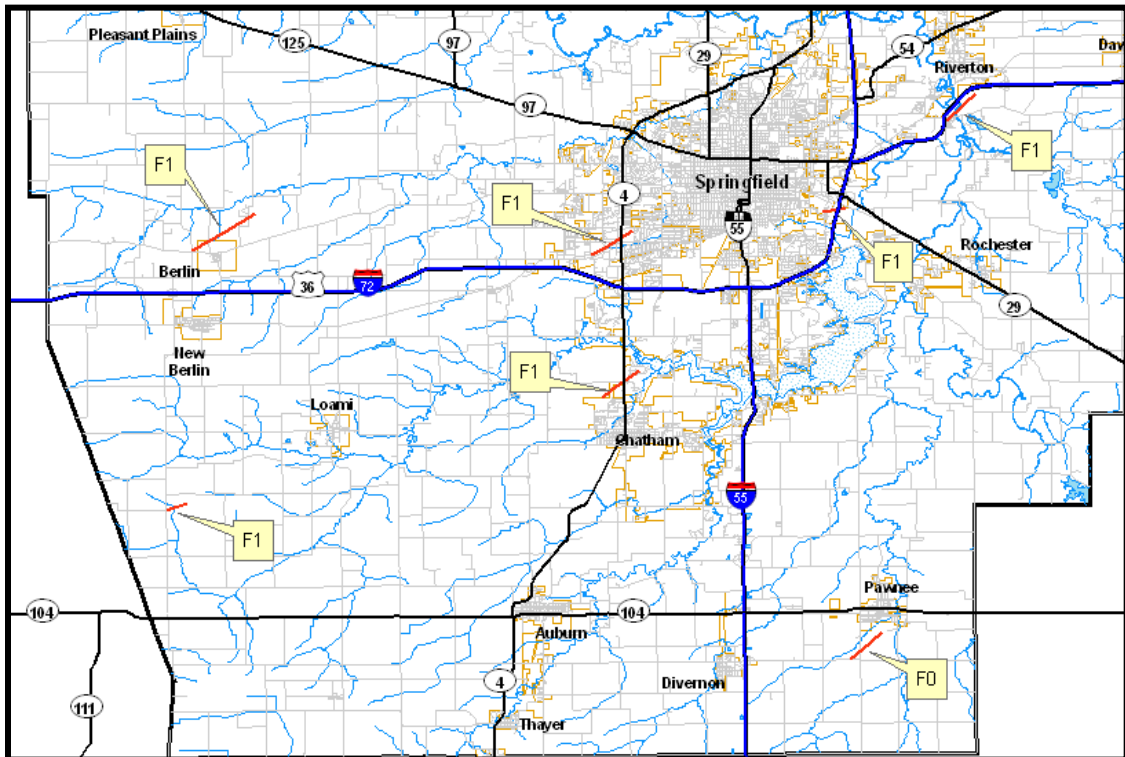 Pleasant Plains
125
97
29
54
Day
Riverton
97
F1
F1
4
Springfield
F1
55
F1
Rochester
Berlin
36
72
29
New
Berlin
F1
Loami
Chatham
55
F1
Pawnee
104
104
Auburn
F0
4
Divernon
111
Thayer